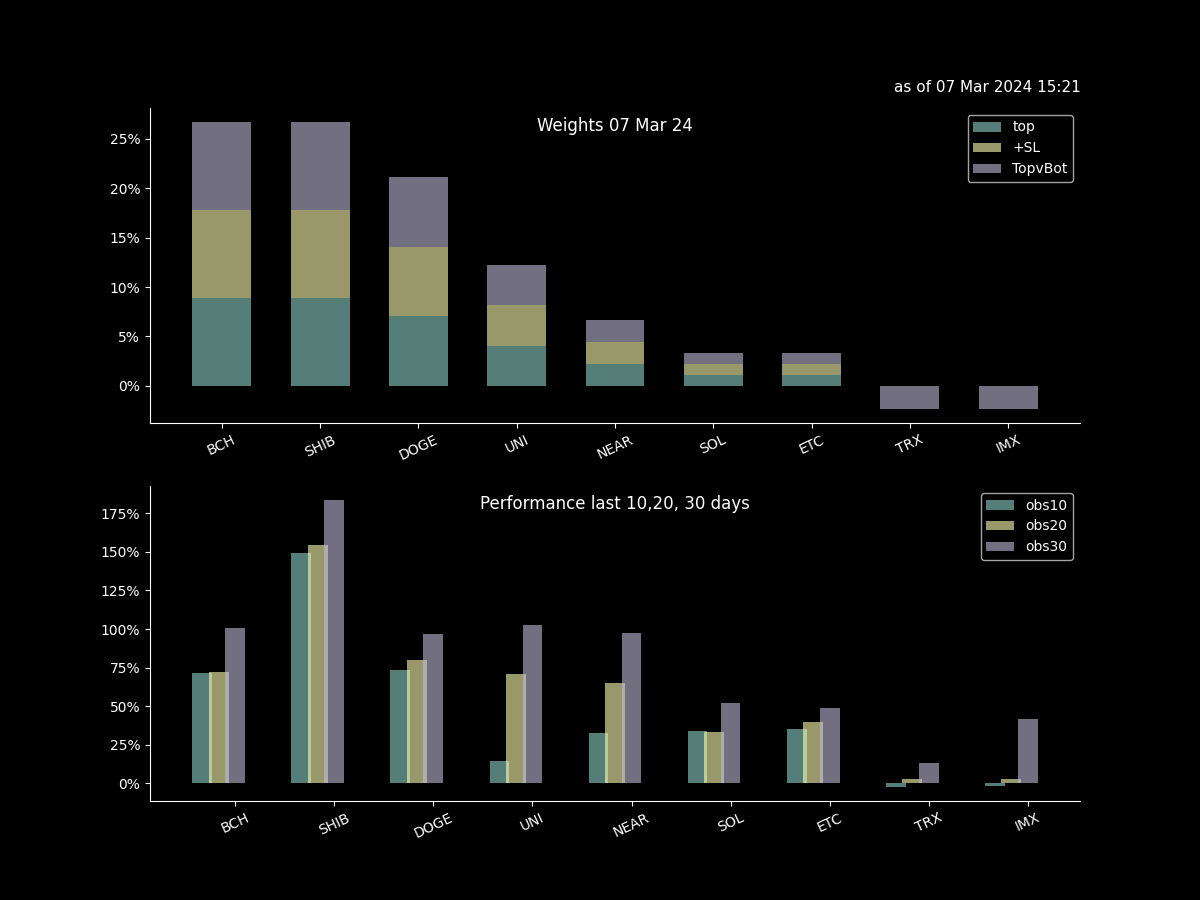 as of 07 Mar 2024 15:21
Weights 07 Mar 24
top
+SL
TopvBot
25%
20%
15%
10%
5%
0%
BCH SHIB DOGE UNI NEAR SOL ETC TRX IMX
Performance last 10,20, 30 days
obs10
obs20
obs30
175%
150%
125%
100%
75%
50%
25%
0%
BCH SHIB DOGE UNI NEAR SOL ETC TRX IMX